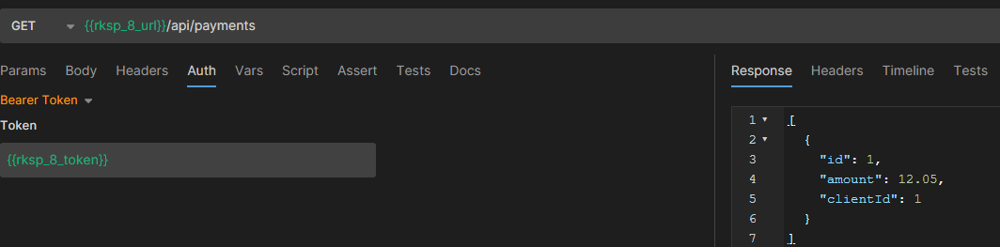 GET {{rksp_8_url}}/api/payments
Params Body Headers Auth Vars Script Assert Tests Docs
Bearer Token
Token
{{rksp_8_token}}
Response Headers Timeline Tests
1 [
2 {
3 "id": 1,
4 "amount": 12.05,
5 "clientId": 1
6 }
7 ]